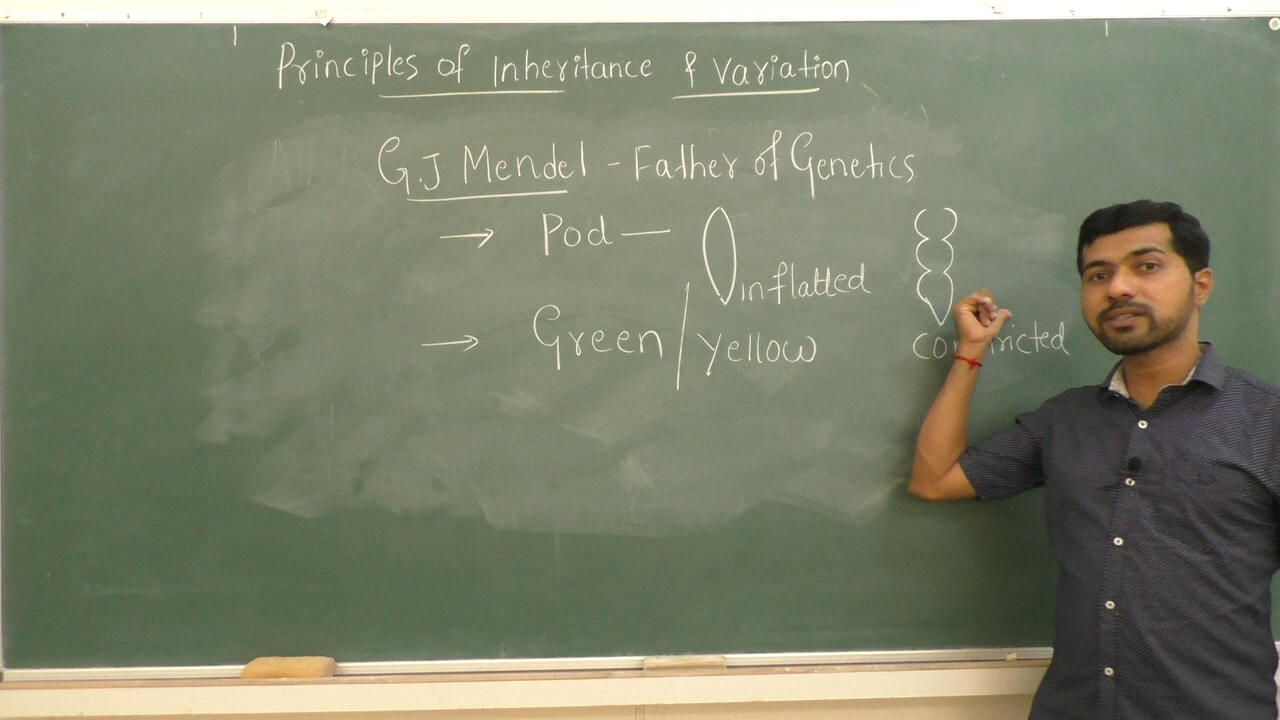 Principles of Inheritance & Variation
G.J Mendel - Father of Genetics
→ Pod — inflatted
→ Green / yellow